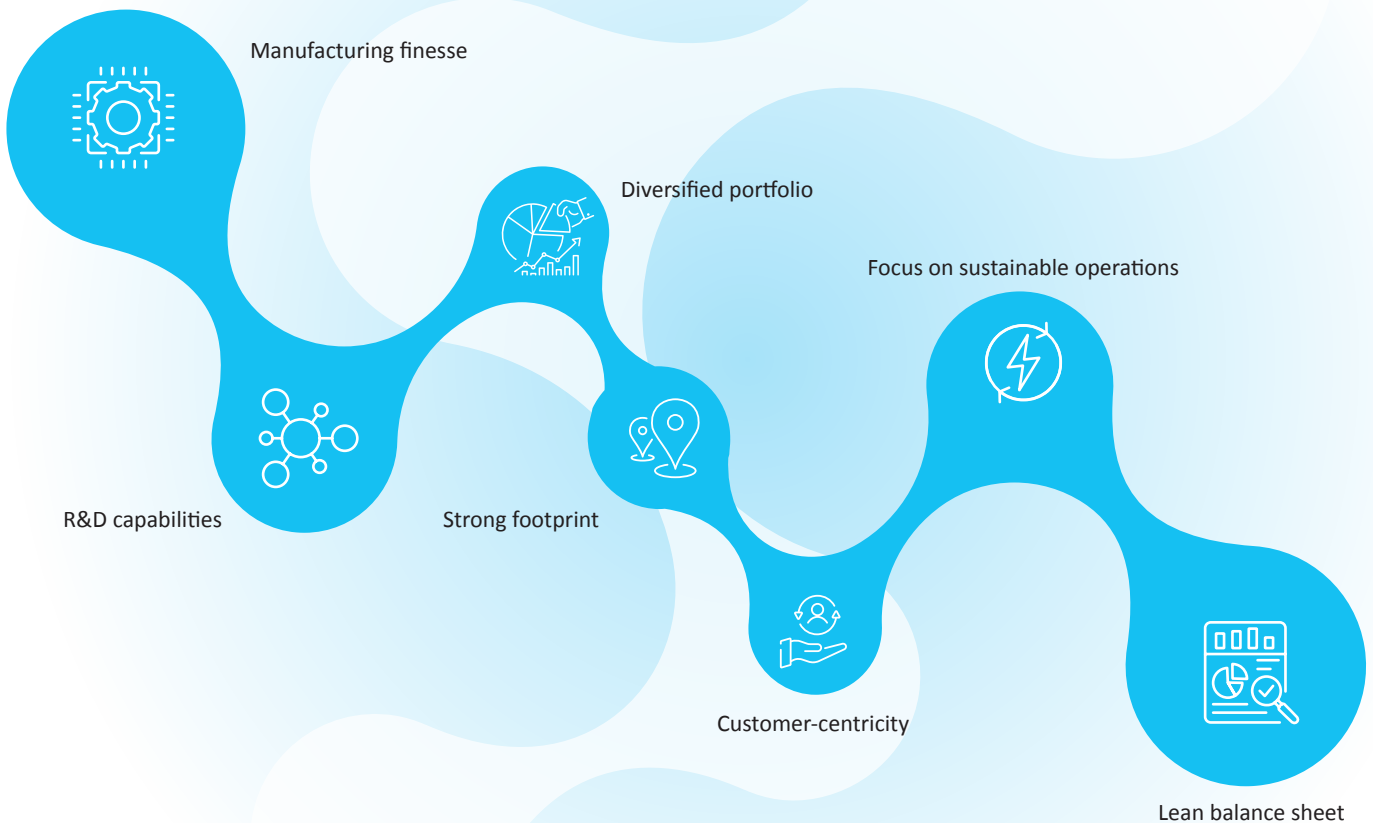 Manufacturing finesse
Diversified portfolio
Focus on sustainable operations
R&D capabilities
Strong footprint
Customer-centricity
Lean balance sheet